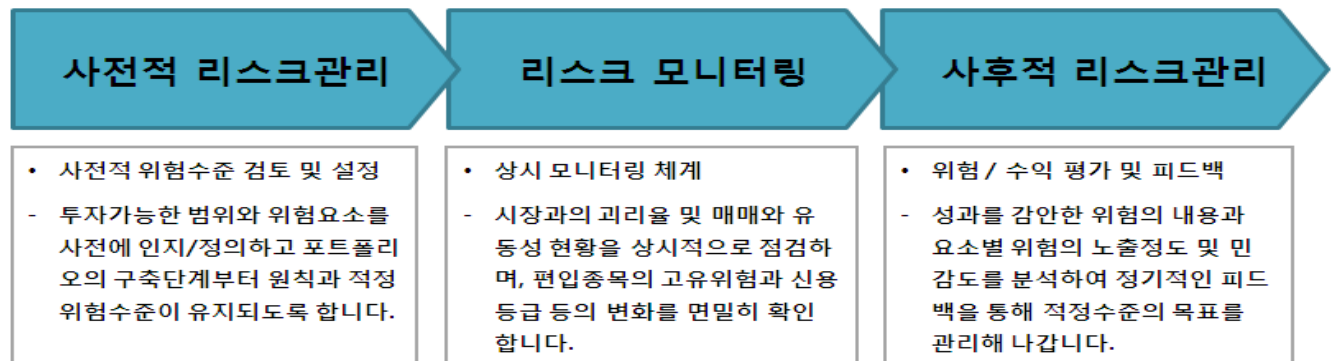 사전적 리스크관리
리스크 모니터링
사후적 리스크관리
• 사전적 위험수준 검토 및 설정
- 투자가능한 범위와 위험요소를
사전에 인지/정의하고 포트폴리
오의 구축단계부터 원칙과 적정
위험수준이 유지되도록 합니다.
• 상시 모니터링 체계
- 시장과의 괴리율 및 매매와 유
동성 현황을 상시적으로 점검하
며, 편입종목의 고유위험과 신용
등급 등의 변화를 면밀히 확인
합니다.
• 위험 / 수익 평가 및 피드백
- 성과를 감안한 위험의 내용과
요소별 위험의 노출정도 및 민
감도를 분석하여 정기적인 피드
백을 통해 적정수준의 목표를
관리해 나갑니다.